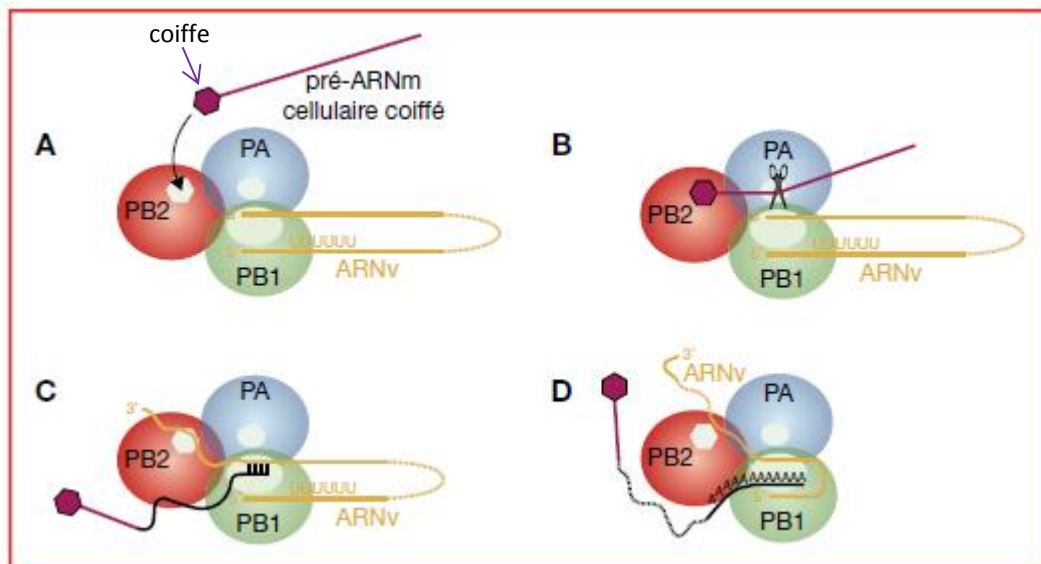 coiffe
pré-ARNm
cellulaire coiffé
A
PA
PB2
PB1
UUUUUU
ARNv
B
PA
PB2
PB1
UUUUUU
ARNv
C
3'
PA
PB2
PB1
UUUUUU
ARNv
D
3'
ARNv
PA
PB2
5'
PB1